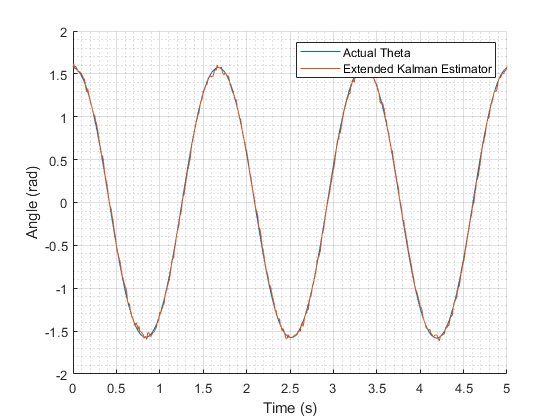 Actual Theta
Extended Kalman Estimator
2
1.5
1
0.5
0
-0.5
-1
-1.5
-2
Angle (rad)
0 0.5 1 1.5 2 2.5 3 3.5 4 4.5 5
Time (s)